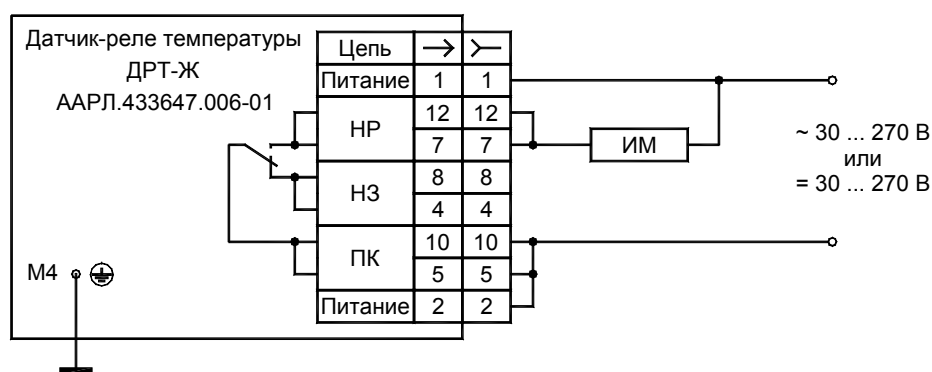 Датчик-реле температуры
ДРТ-Ж
ААРЛ.433647.006-01
Цепь
Питание 1 1
НР 12 12
7 7
НЗ 8 8
4 4
ПК 10 10
5 5
Питание 2 2
ИМ
~ 30 ... 270 В
или
= 30 ... 270 В
М4